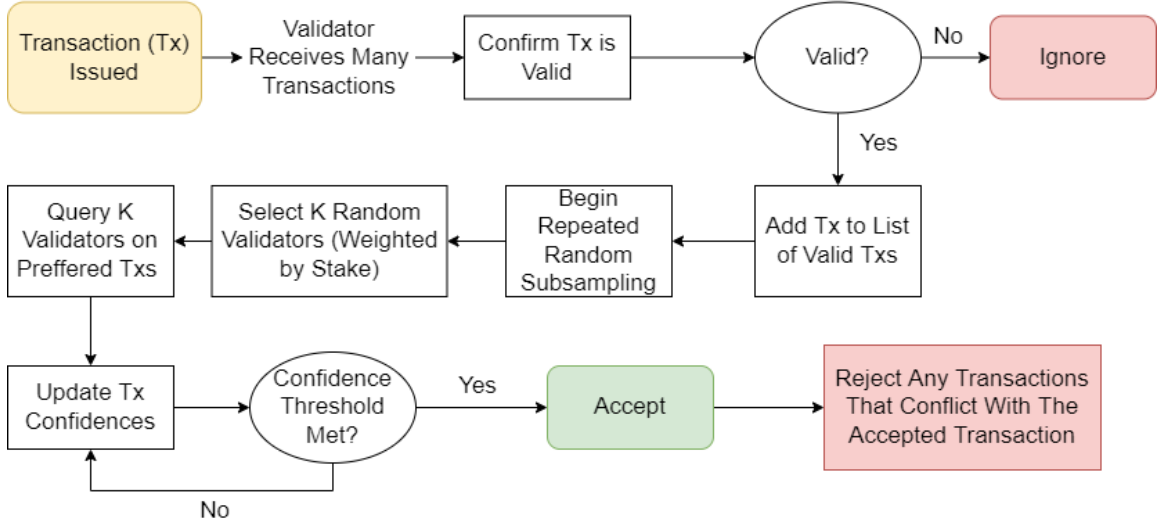 Transaction (Tx)
Issued
Validator
Receives Many
Transactions
Confirm Tx is
Valid
Valid?
No
Ignore
Yes
Query K
Validators on
Preffered Txs
Select K Random
Validators (Weighted
by Stake)
Begin
Repeated
Random
Subsampling
Add Tx to List
of Valid Txs
Update Tx
Confidences
Confidence
Threshold
Met?
Yes
Accept
Reject Any Transactions
That Conflict With The
Accepted Transaction
No